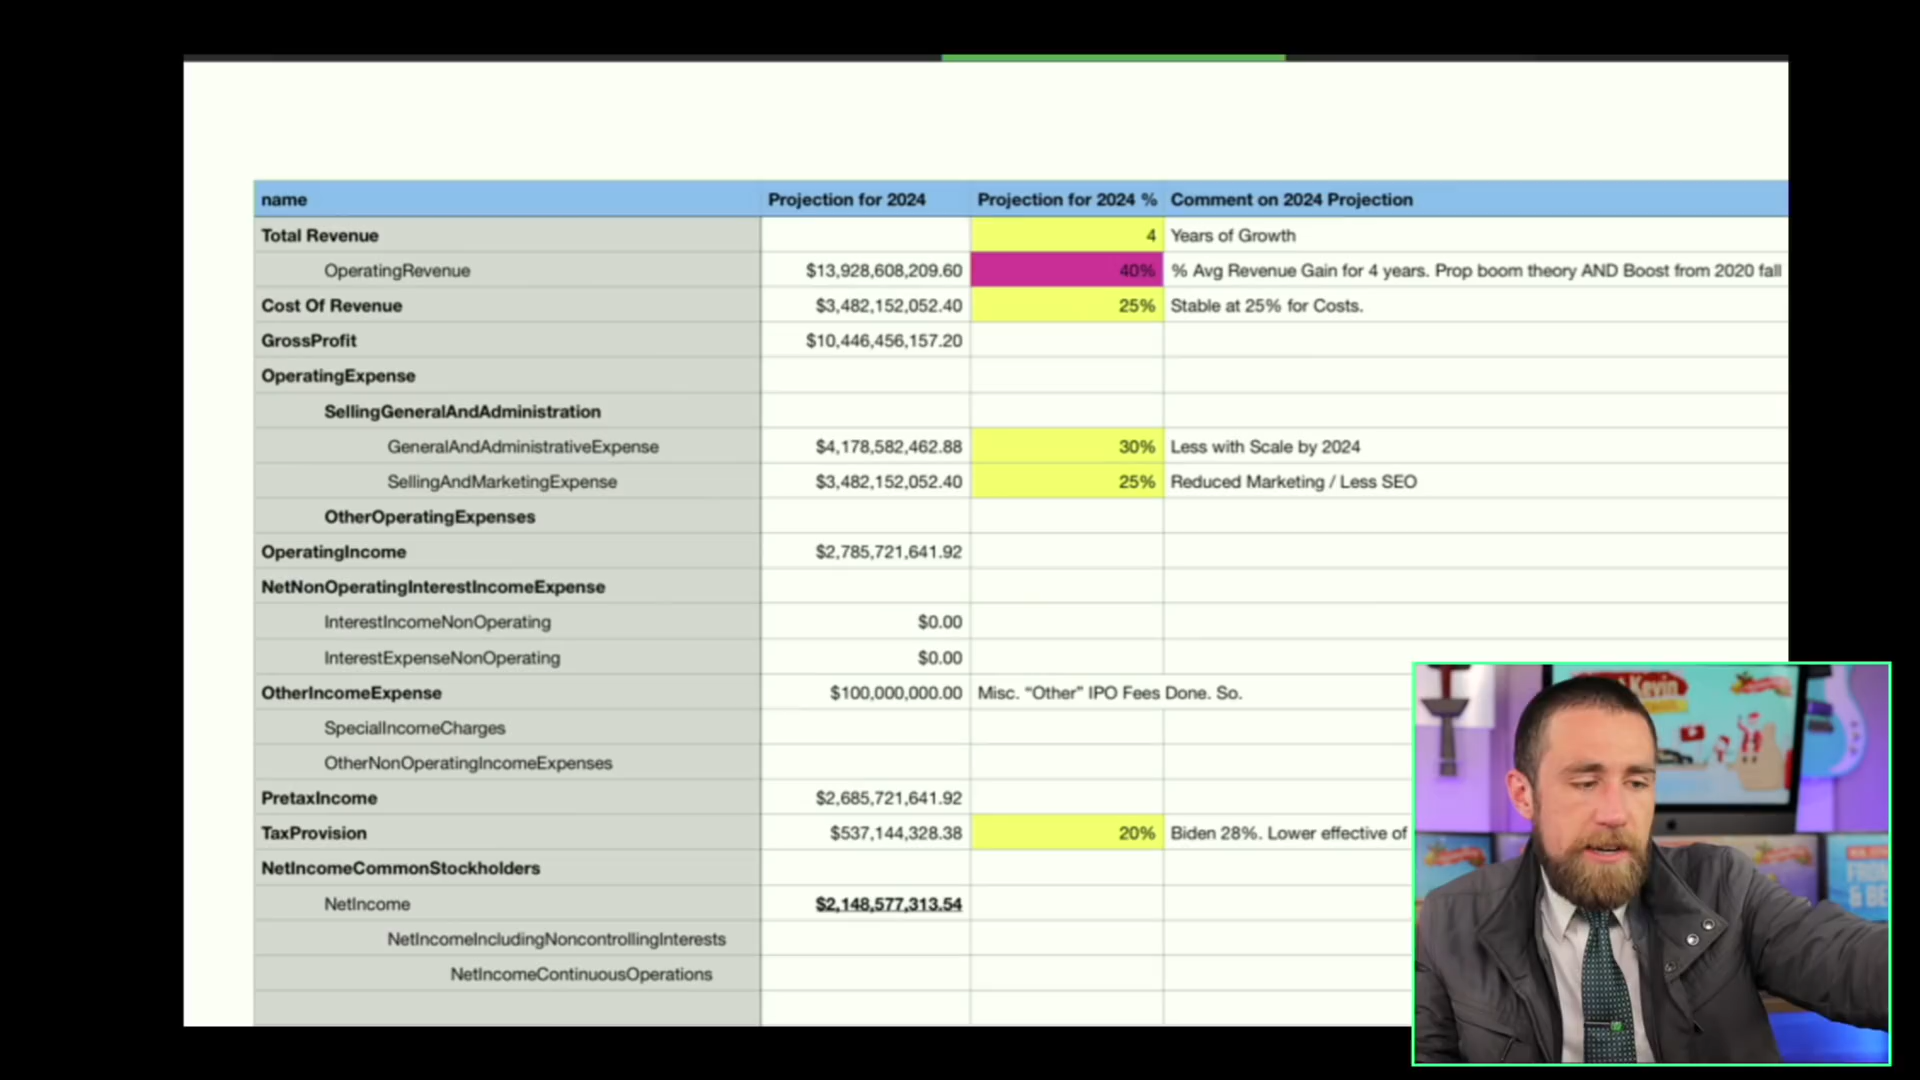 name Projection for 2024 Projection for 2024 % Comment on 2024 Projection
Total Revenue 4 Years of Growth
OperatingRevenue $13,928,608,209.60 40% % Avg Revenue Gain for 4 years. Prop boom theory AND Boost from 2020 fall
Cost Of Revenue $3,482,152,052.40 25% Stable at 25% for Costs.
GrossProfit $10,446,456,157.20
OperatingExpense
SellingGeneralAndAdministration
GeneralAndAdministrativeExpense $4,178,582,462.88 30% Less with Scale by 2024
SellingAndMarketingExpense $3,482,152,052.40 25% Reduced Marketing / Less SEO
OtherOperatingExpenses
OperatingIncome $2,785,721,641.92
NetNonOperatingInterestIncomeExpense
InterestIncomeNonOperating $0.00
InterestExpenseNonOperating $0.00
OtherIncomeExpense $100,000,000.00 Misc. “Other” IPO Fees Done. So.
SpecialIncomeCharges
OtherNonOperatingIncomeExpenses
PretaxIncome $2,685,721,641.92
TaxProvision $537,144,328.38 20% Biden 28%. Lower effective of
NetIncomeCommonStockholders
NetIncome $2,148,577,313.54
NetIncomeIncludingNoncontrollingInterests
NetIncomeContinuousOperations
Kevin
& BE